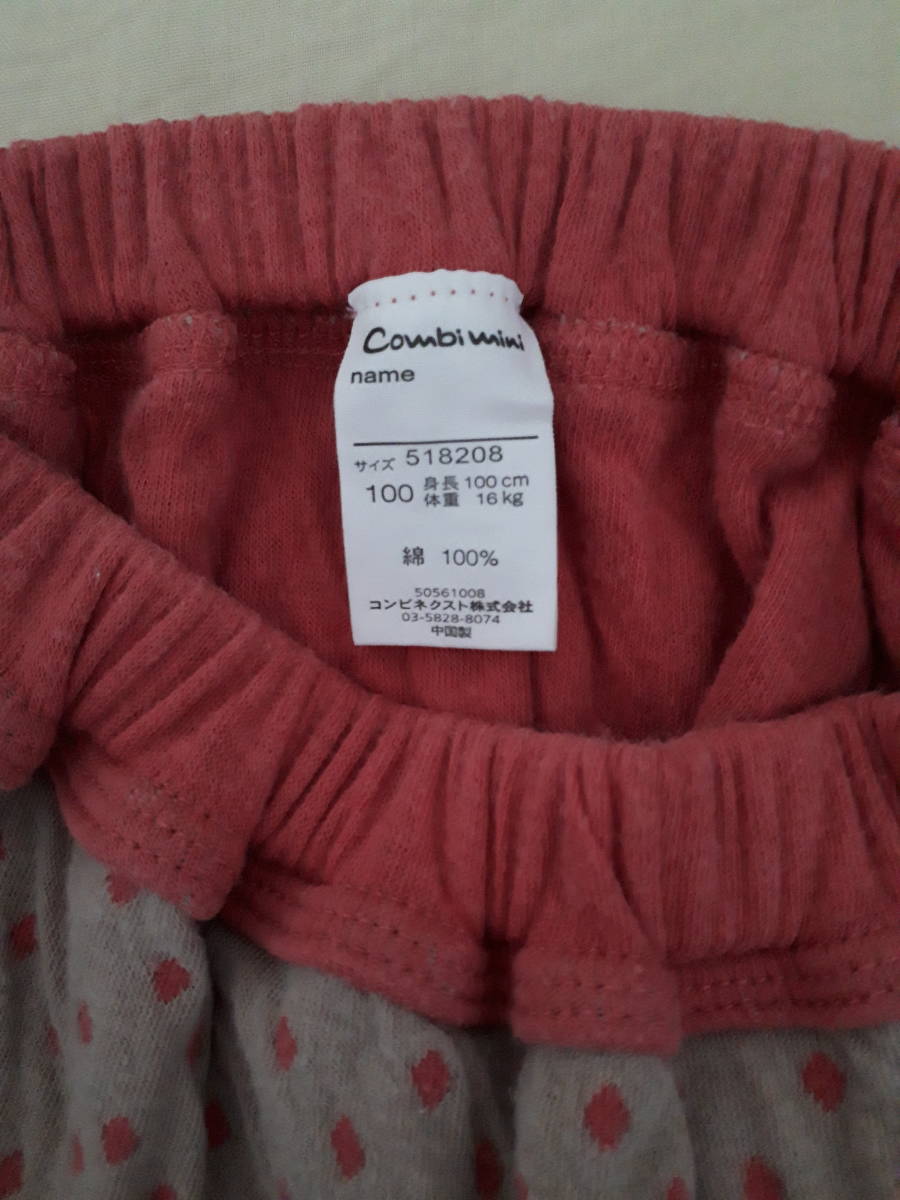 Combi mini
name
サイズ 518208
100 身長 100 cm
体重 16 kg
綿 100%
50561008
コンビネクスト株式会社
03-5828-8074
中国製